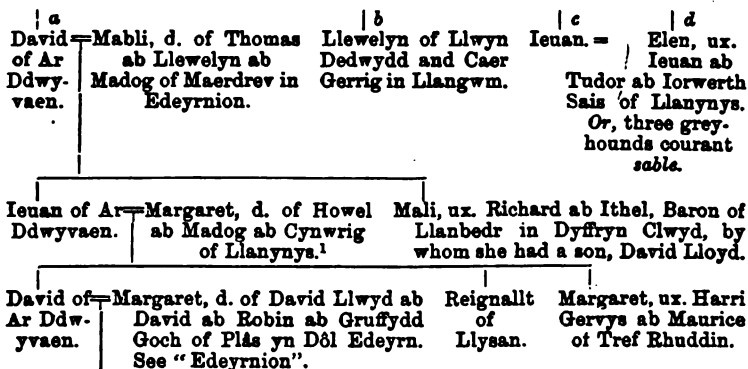 a b c d
David = Mabli, d. of Thomas Llewelyn of Llwyn Ieuan. = Elen, ux.
of Ar ab Llewelyn ab Dedwydd and Caer Ieuan ab
Ddwy- Madog of Maerdrev in Gerrig in Llangwm. Tudor ab Iorwerth
vaen. Edeyrnion. Sais of Llanynys.
Or, three grey-
hounds courant
sable.
Ieuan of Ar = Margaret, d. of Howel Mali, ux. Richard ab Ithel, Baron of
Ddwyvaen. ab Madog ab Cynwrig Llanbedr in Dyffryn Clwyd, by
of Llanynys.¹ whom she had a son, David Lloyd.
David of = Margaret, d. of David Llwyd ab Reignallt Margaret, ux. Harri
Ar Ddw- David ab Robin ab Gruffydd of Gervys ab Maurice
yvaen. Goch of Plâs yn Dôl Edeyrn. Llysan. of Tref Rhuddin.
See "Edeyrnion".